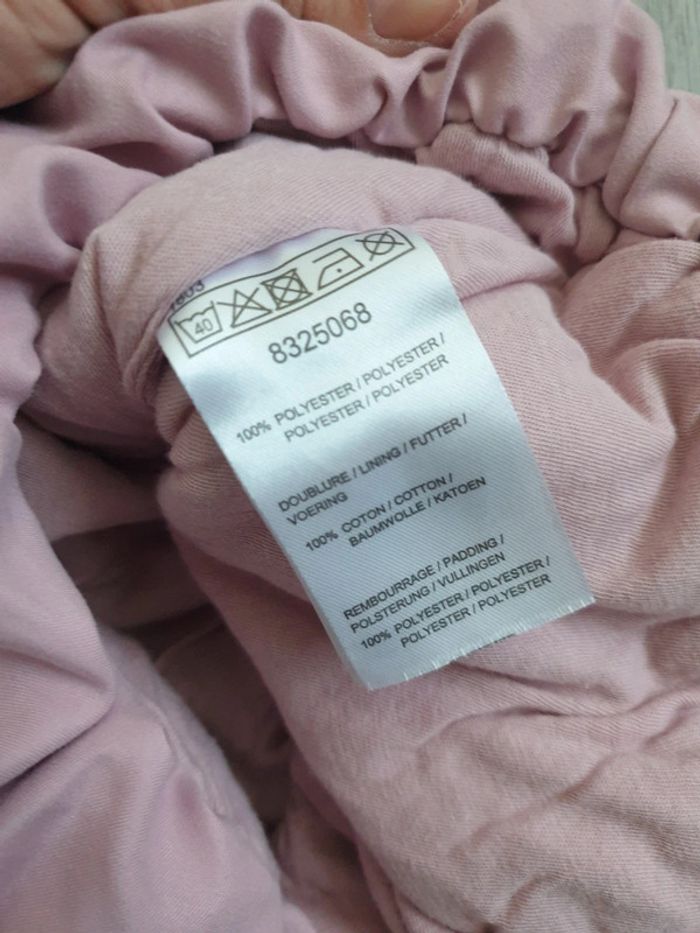 1803
40
8325068
100% POLYESTER / POLYESTER /
POLYESTER / POLYESTER
DOUBLURE / LINING / FUTTER /
VOERING
100% COTON / COTTON /
BAUMWOLLE / KATOEN
REMBOURRAGE / PADDING /
POLSTERUNG / VULLINGEN
100% POLYESTER / POLYESTER /
POLYESTER / POLYESTER